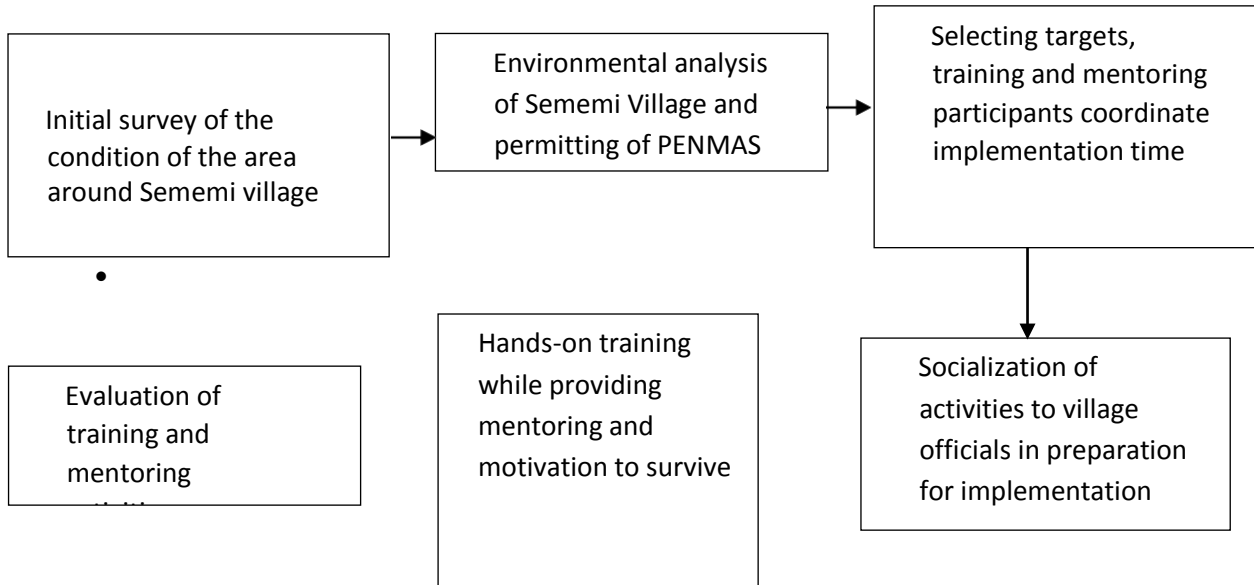 Initial survey of the
condition of the area
around Sememi village
Environmental analysis
of Sememi Village and
permitting of PENMAS
Selecting targets,
training and mentoring
participants coordinate
implementation time
Socialization of
activities to village
officials in preparation
for implementation
Hands-on training
while providing
mentoring and
motivation to survive
Evaluation of
training and
mentoring